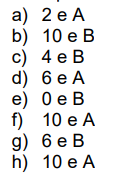 a) 2 e A
b) 10 e B
c) 4 e B
d) 6 e A
e) 0 e B
f) 10 e A
g) 6 e B
h) 10 e A